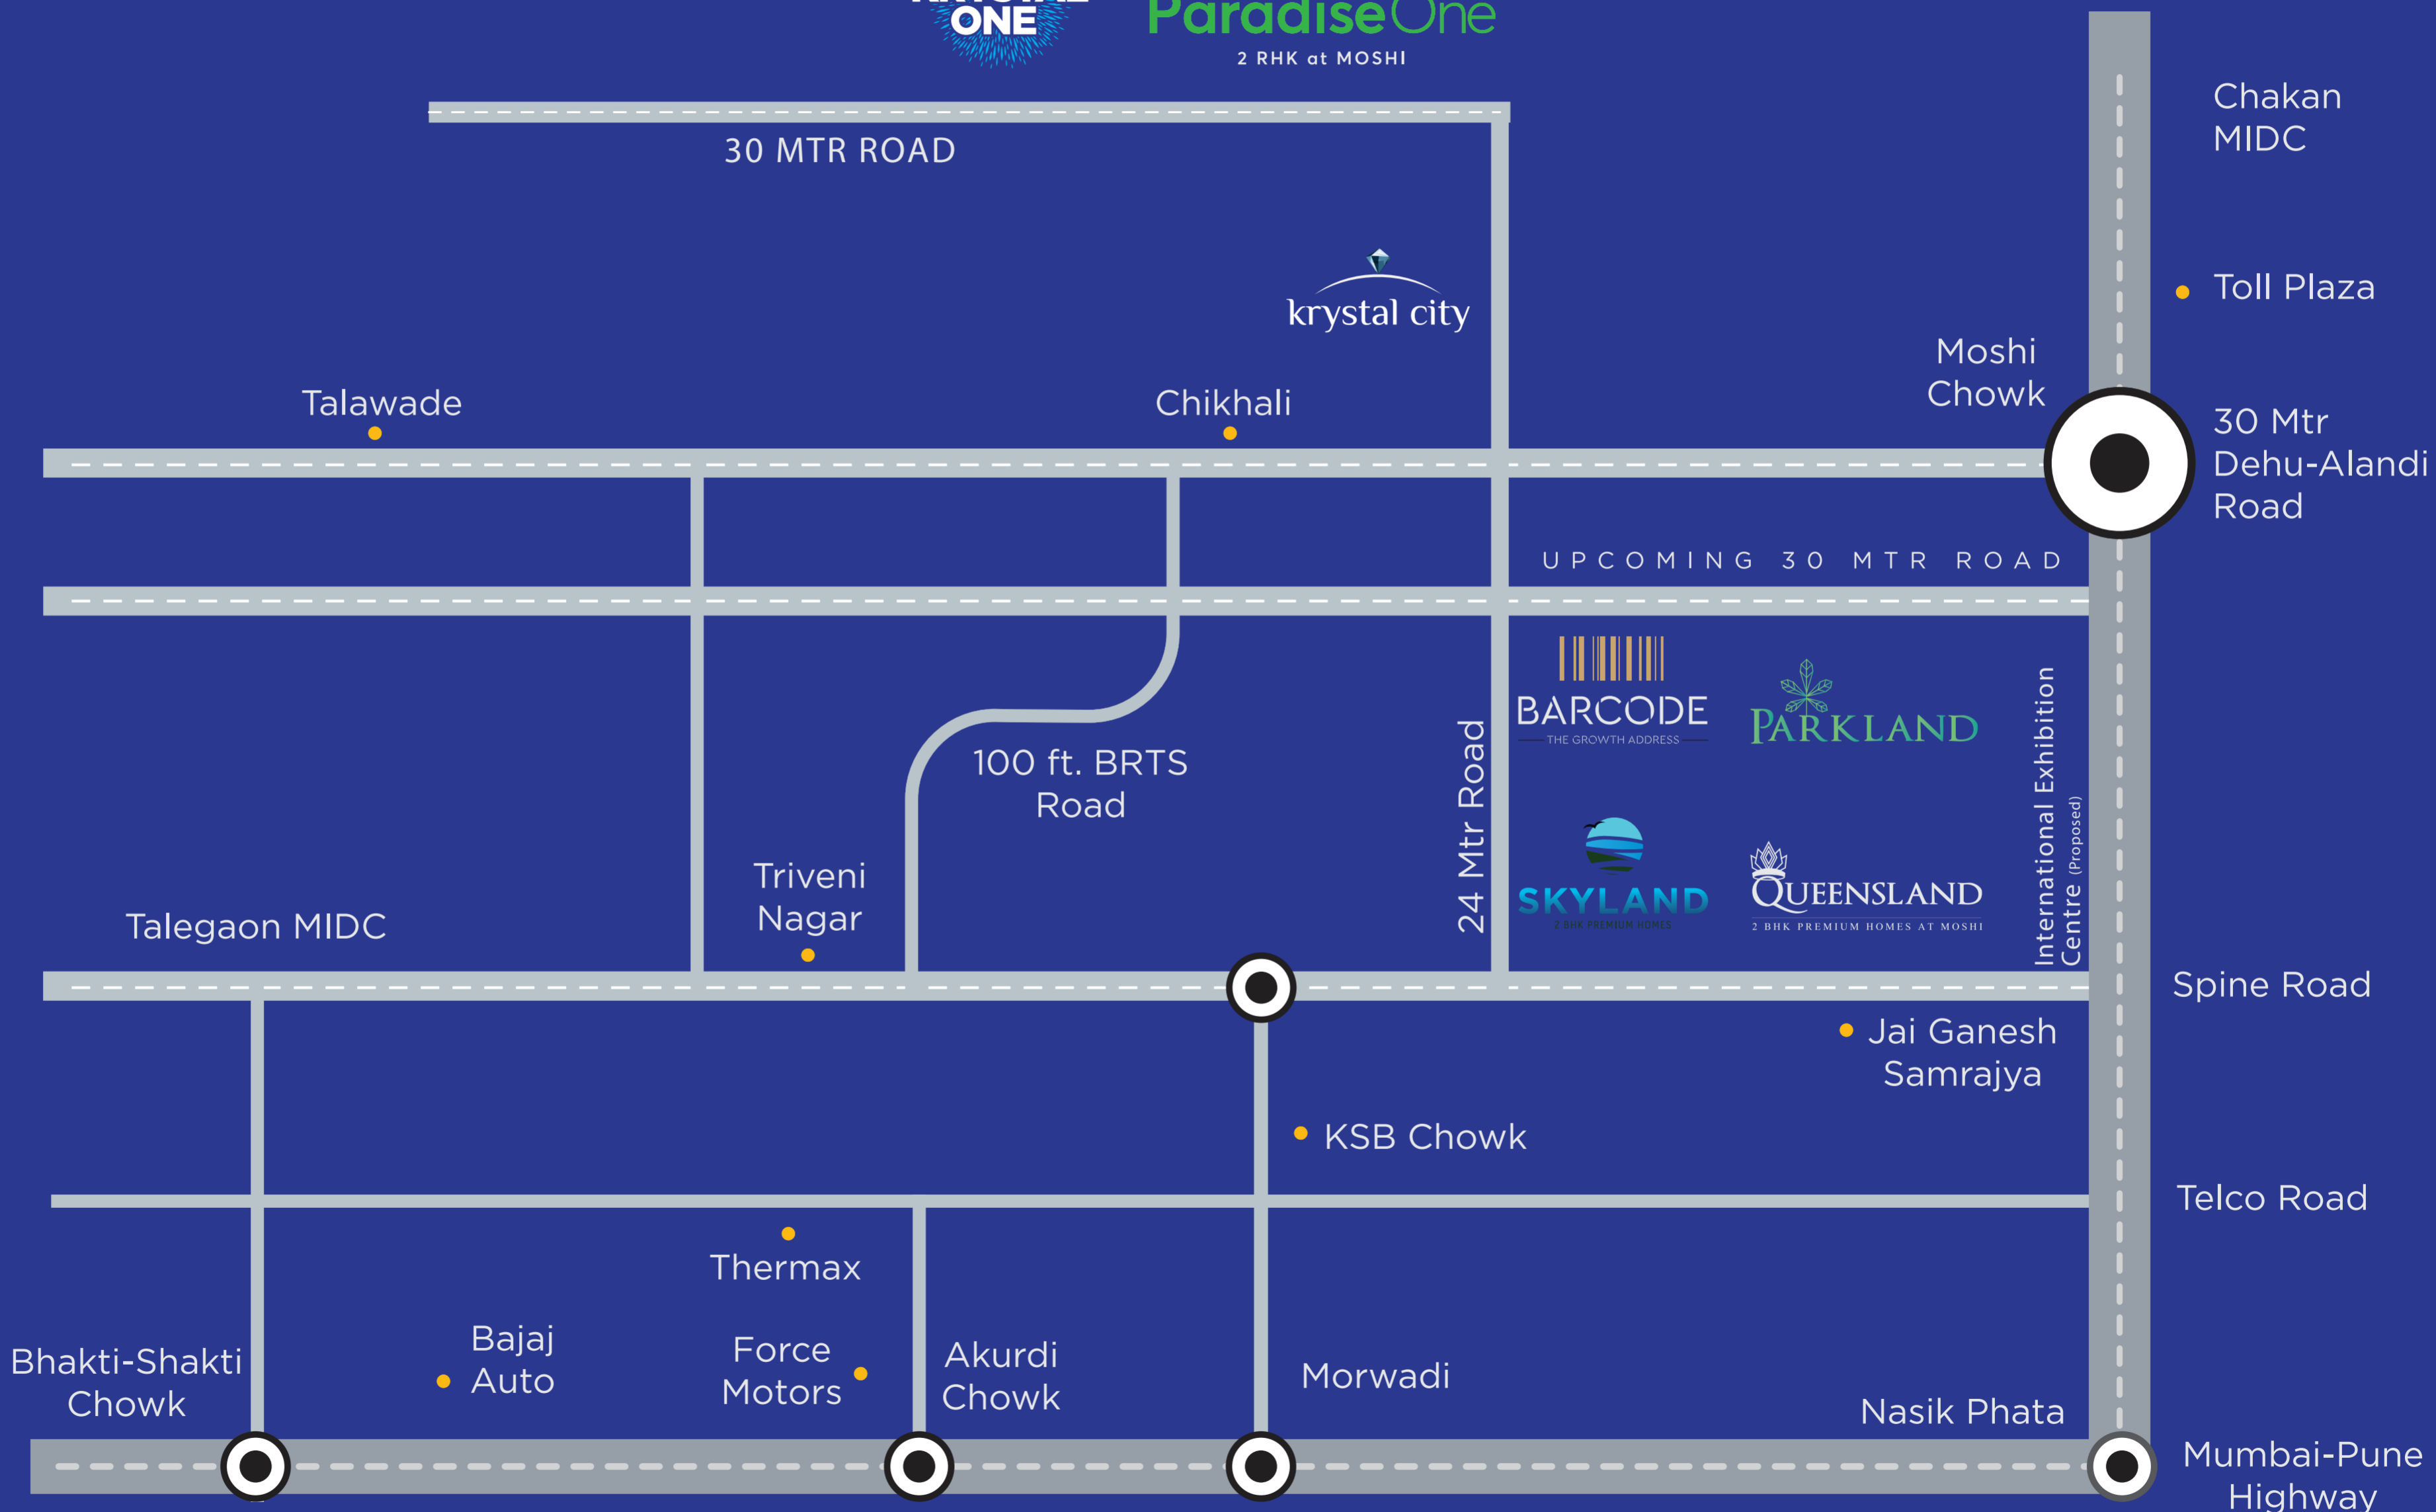 ONE
ParadiseOne
2 RHK at MOSHI
30 MTR ROAD
Chakan
MIDC
krystal city
Toll Plaza
Moshi
Chowk
Talawade
Chikhali
30 Mtr
Dehu-Alandi
Road
UPCOMING 30 MTR ROAD
BARCODE
THE GROWTH ADDRESS
PARKLAND
International Exhibition
Centre (Proposed)
24 Mtr Road
100 ft. BRTS
Road
SKYLAND
2 BHK PREMIUM HOMES
QUEENSLAND
2 BHK PREMIUM HOMES AT MOSHI
Triveni
Nagar
Talegaon MIDC
Spine Road
Jai Ganesh
Samrajya
KSB Chowk
Telco Road
Thermax
Bhakti-Shakti
Chowk
Bajaj
Auto
Force
Motors
Akurdi
Chowk
Morwadi
Nasik Phata
Mumbai-Pune
Highway